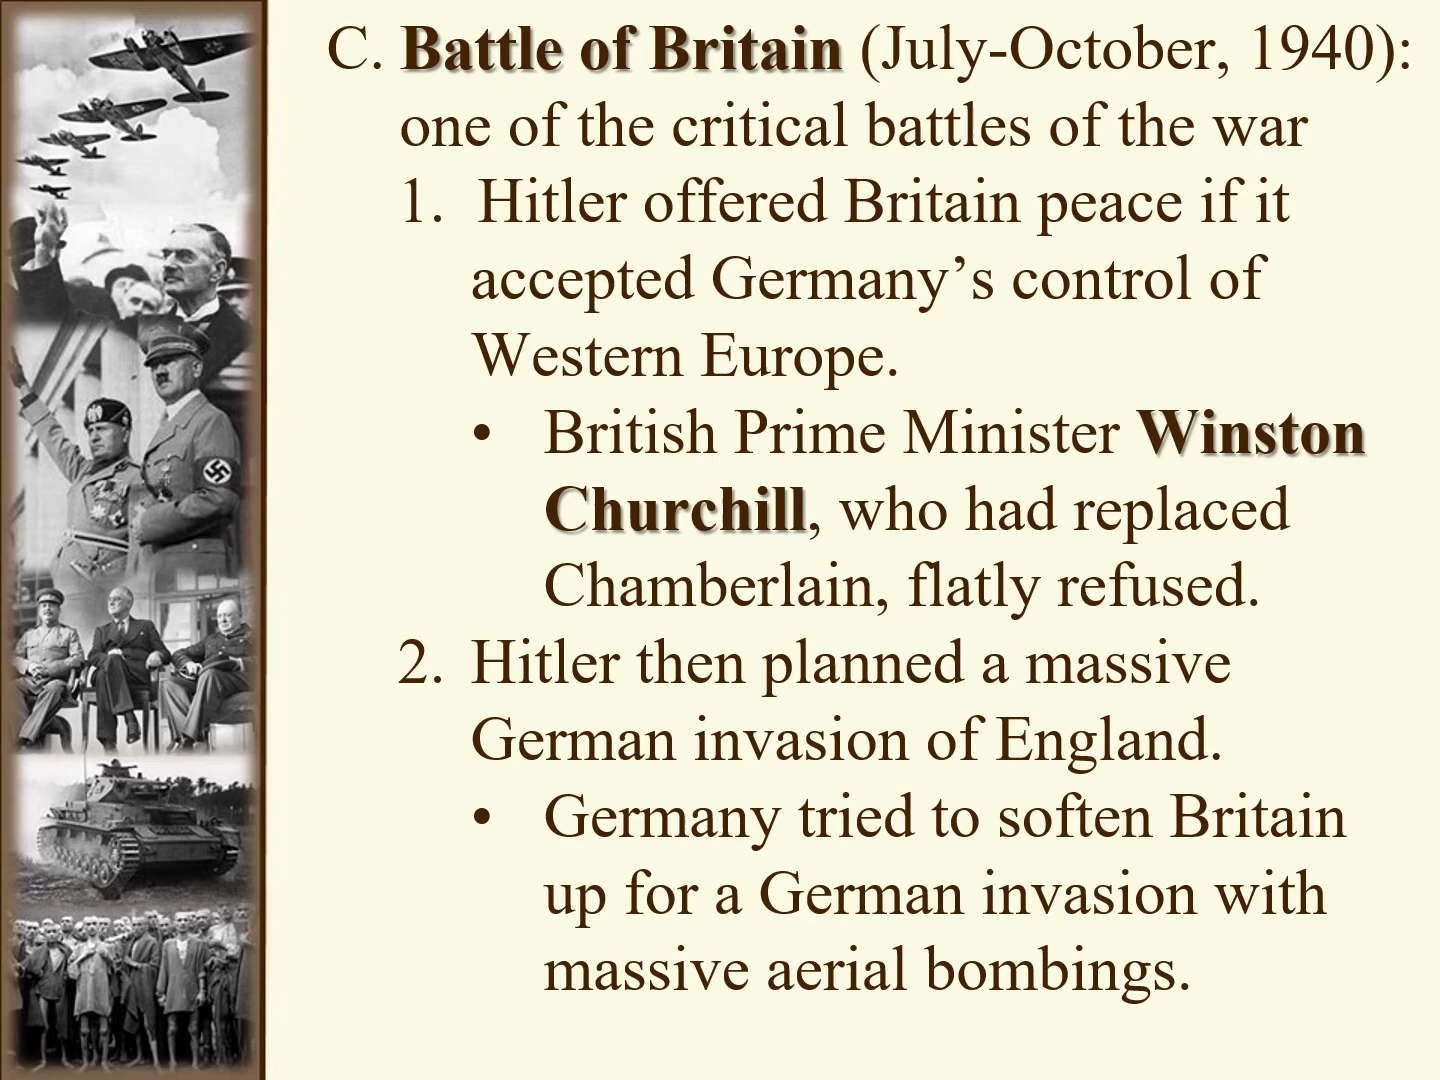 C. Battle of Britain (July-October, 1940):
one of the critical battles of the war
1. Hitler offered Britain peace if it
accepted Germany’s control of
Western Europe.
• British Prime Minister Winston
Churchill, who had replaced
Chamberlain, flatly refused.
2. Hitler then planned a massive
German invasion of England.
• Germany tried to soften Britain
up for a German invasion with
massive aerial bombings.